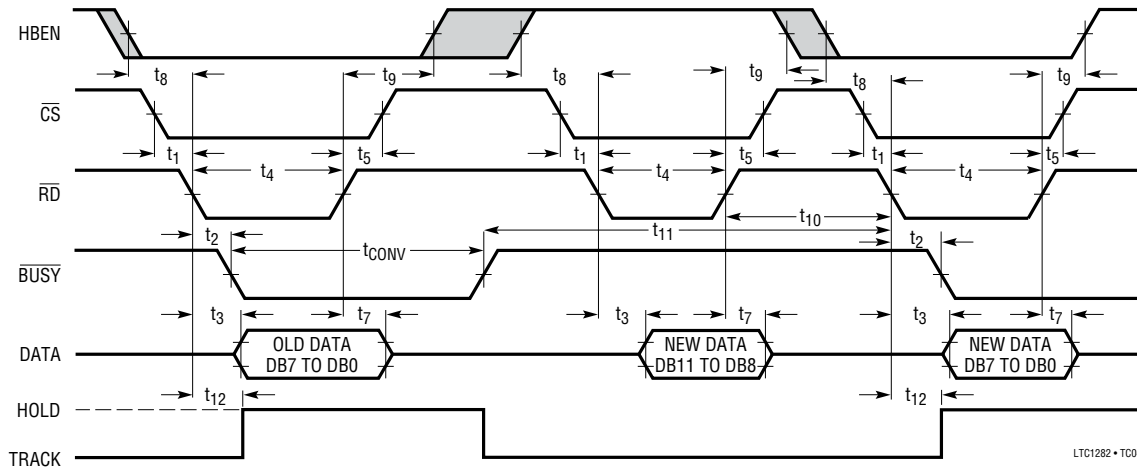 HBEN
t8 t9 t8 t9 t8 t9
CS
t1 t5 t1 t5 t1 t5
t4 t4 t4
RD
t2 t11 t10 t2
tCONV
BUSY
t3 t7 t3 t7 t3 t7
DATA
OLD DATA
DB7 TO DB0
NEW DATA
DB11 TO DB8
NEW DATA
DB7 TO DB0
t12 t12
HOLD
TRACK
LTC1282 • TC0